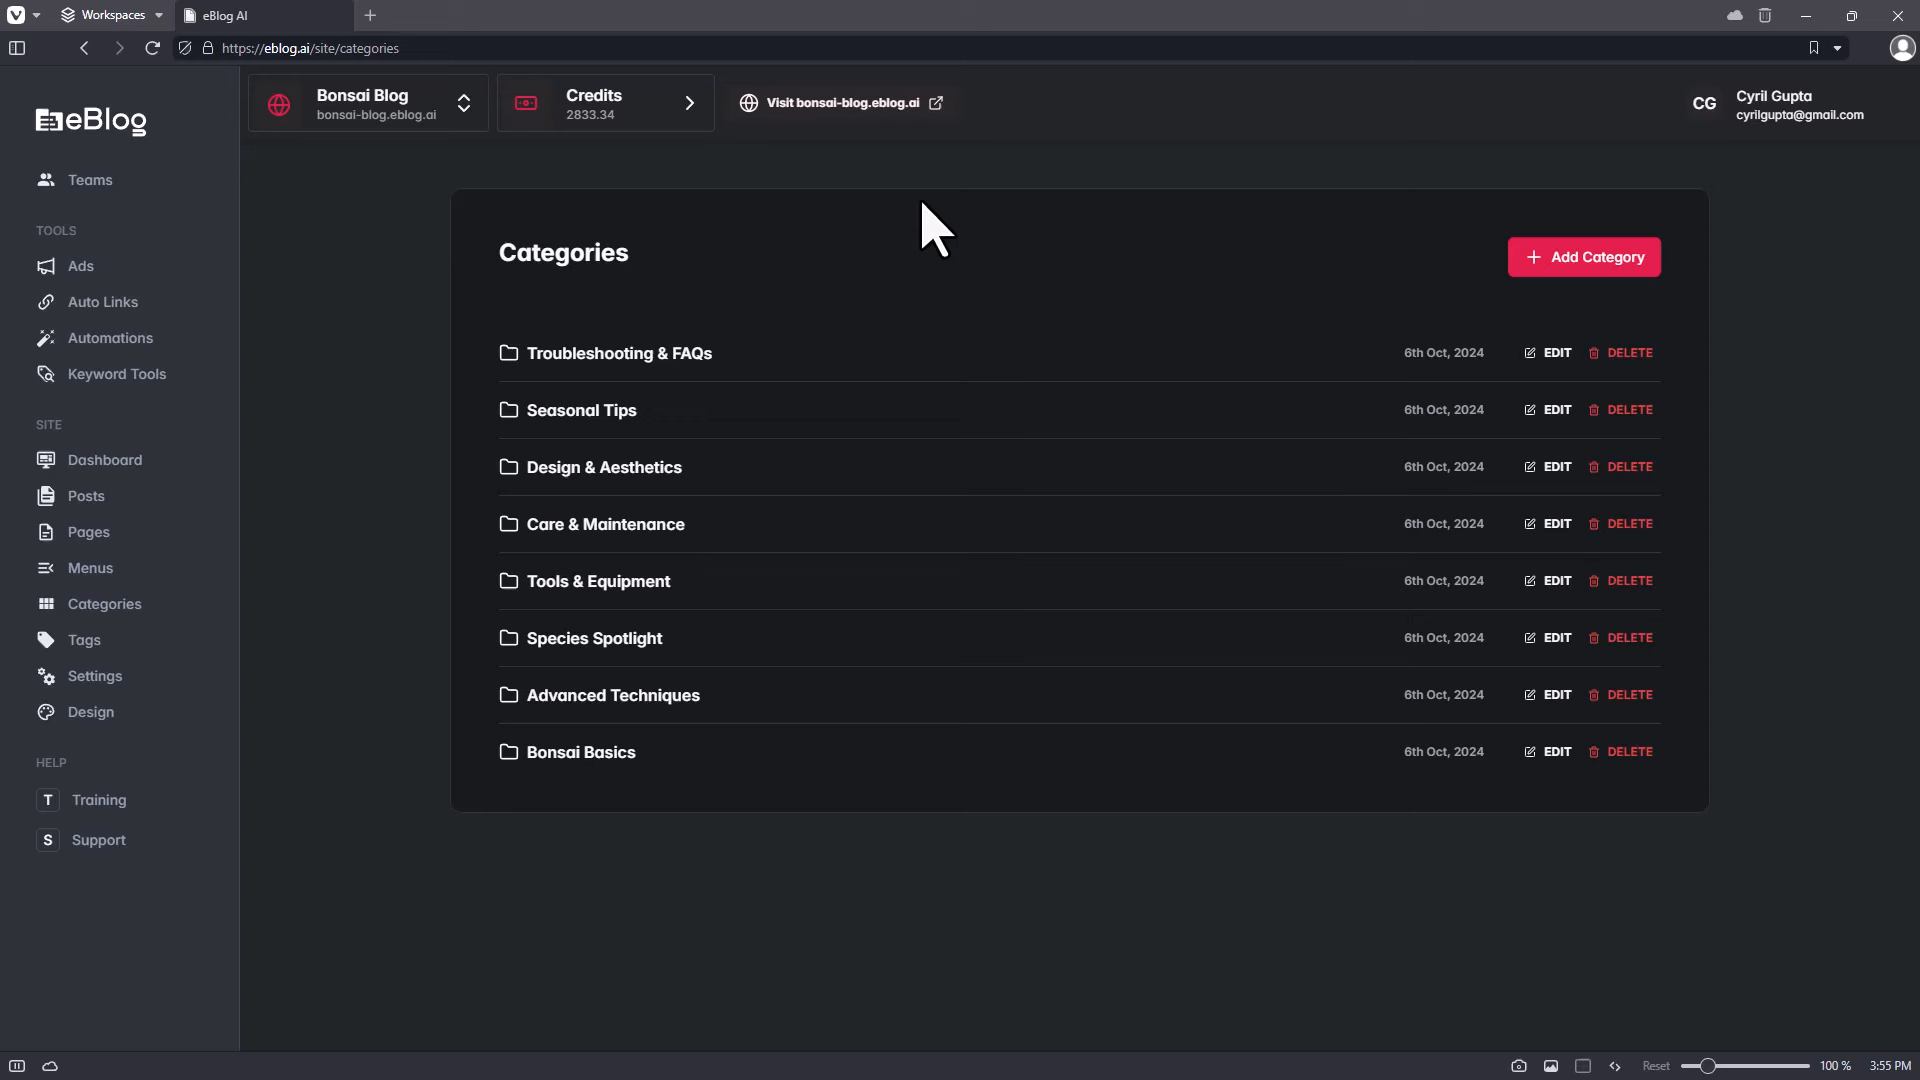 Workspaces
eBlog AI
https://eblog.ai/site/categories
eBlog
Bonsai Blog
bonsai-blog.eblog.ai
Credits
2833.34
Visit bonsai-blog.eblog.ai
CG
Cyril Gupta
cyrilgupta@gmail.com
Teams
TOOLS
Ads
Auto Links
Automations
Keyword Tools
SITE
Dashboard
Posts
Pages
Menus
Categories
Tags
Settings
Design
HELP
T Training
S Support
Categories
Add Category
Troubleshooting & FAQs 6th Oct, 2024 EDIT DELETE
Seasonal Tips 6th Oct, 2024 EDIT DELETE
Design & Aesthetics 6th Oct, 2024 EDIT DELETE
Care & Maintenance 6th Oct, 2024 EDIT DELETE
Tools & Equipment 6th Oct, 2024 EDIT DELETE
Species Spotlight 6th Oct, 2024 EDIT DELETE
Advanced Techniques 6th Oct, 2024 EDIT DELETE
Bonsai Basics 6th Oct, 2024 EDIT DELETE
Reset 100 % 3:55 PM